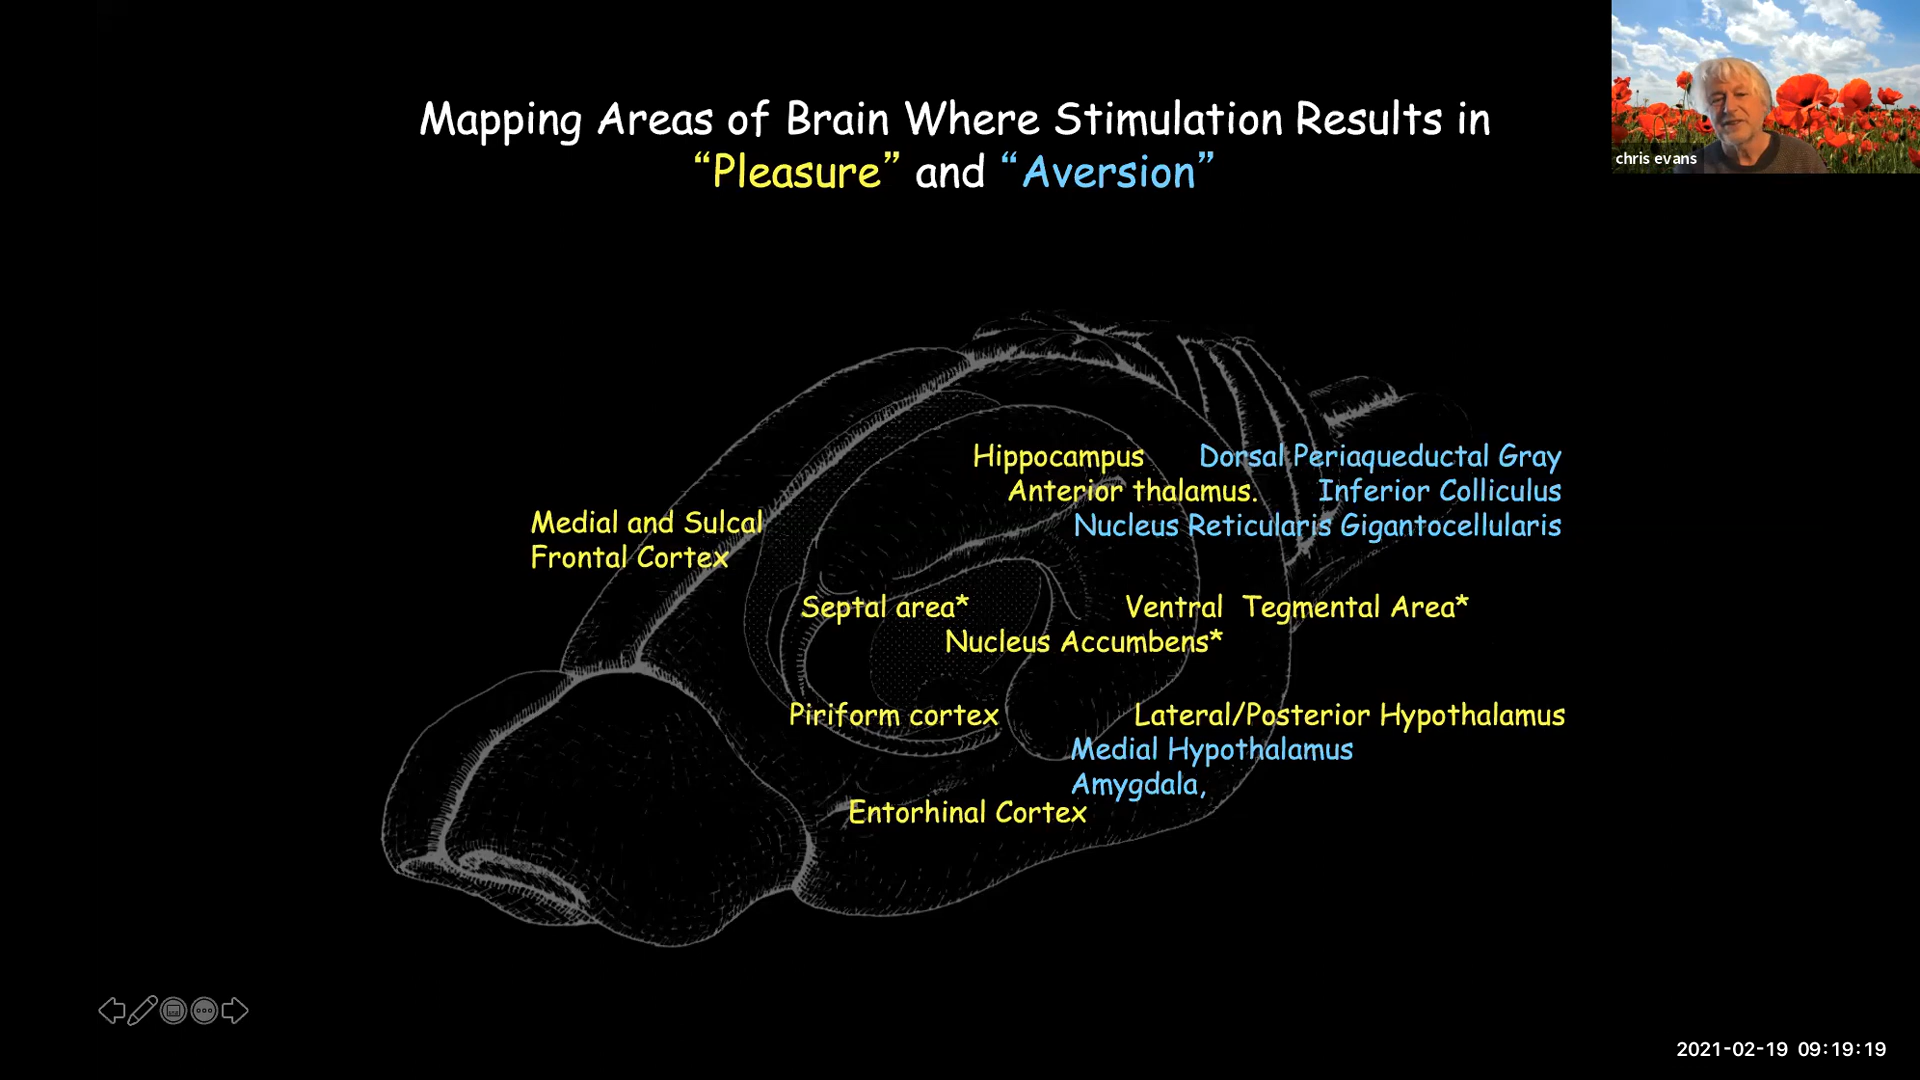 Mapping Areas of Brain Where Stimulation Results in
“Pleasure” and “Aversion”
chris evans
Hippocampus Dorsal Periaqueductal Gray
Anterior thalamus. Inferior Colliculus
Medial and Sulcal Nucleus Reticularis Gigantocellularis
Frontal Cortex
Septal area* Ventral Tegmental Area*
Nucleus Accumbens*
Piriform cortex Lateral/Posterior Hypothalamus
Medial Hypothalamus
Amygdala,
Entorhinal Cortex
2021-02-19 09:19:19